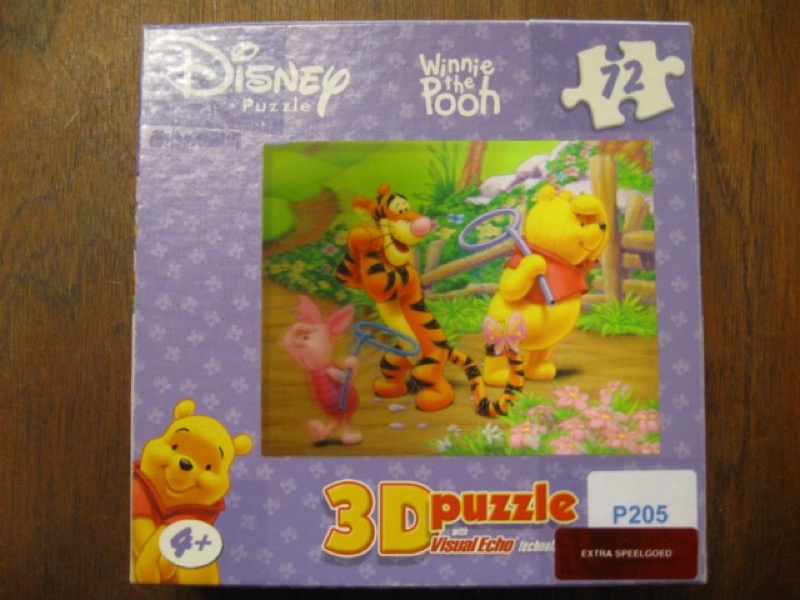 Disney
Puzzle
Winnie
the
Pooh
72
3D puzzle
with
Visual Echo
4+
P205
EXTRA SPEELGOED